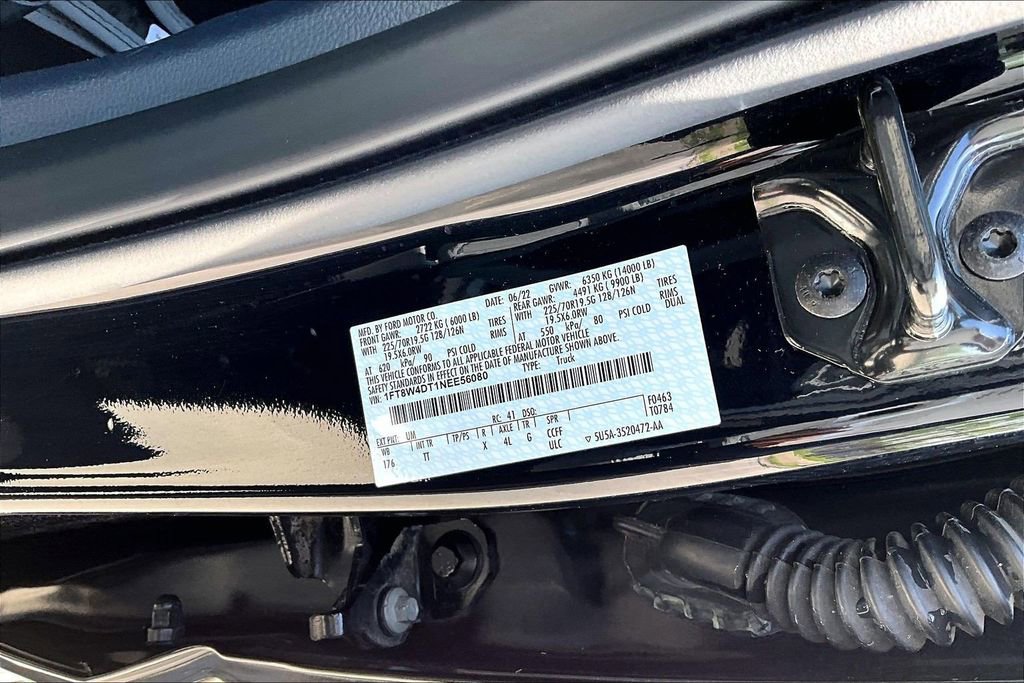 MFD. BY FORD MOTOR CO.
DATE: 06/22 GVWR: 6350 KG (14000 LB)
FRONT GAWR: 2722 KG (6000 LB)
REAR GAWR: 4491 KG (9900 LB)
WITH 225/70R19.5G 128/126N TIRES
WITH 225/70R19.5G 128/126N TIRES
19.5X6.0RW RIMS
19.5X6.0RW RIMS
AT 620 kPa/ 90 PSI COLD
AT 550 kPa/ 80 PSI COLD DUAL
THIS VEHICLE CONFORMS TO ALL APPLICABLE FEDERAL MOTOR VEHICLE
SAFETY STANDARDS IN EFFECT ON THE DATE OF MANUFACTURE SHOWN ABOVE.
VIN: 1FT8W4DT1NEE56080 TYPE: Truck
EXT PNT: UM RC: 41 DSO: F0463
WB INT TR TP/PS R AXLE TR SPR T0784
176 TT X 4L G CCFF
ULC SU5A-3520472-AA